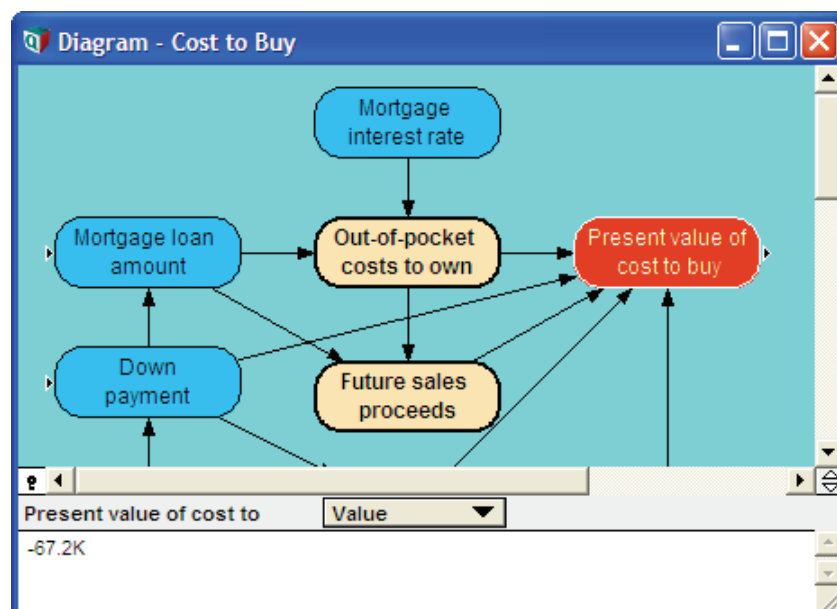 Diagram - Cost to Buy
Mortgage
interest rate
Mortgage loan
amount
Out-of-pocket
costs to own
Present value of
cost to buy
Down
payment
Future sales
proceeds
?
Present value of cost to
Value
-67.2K